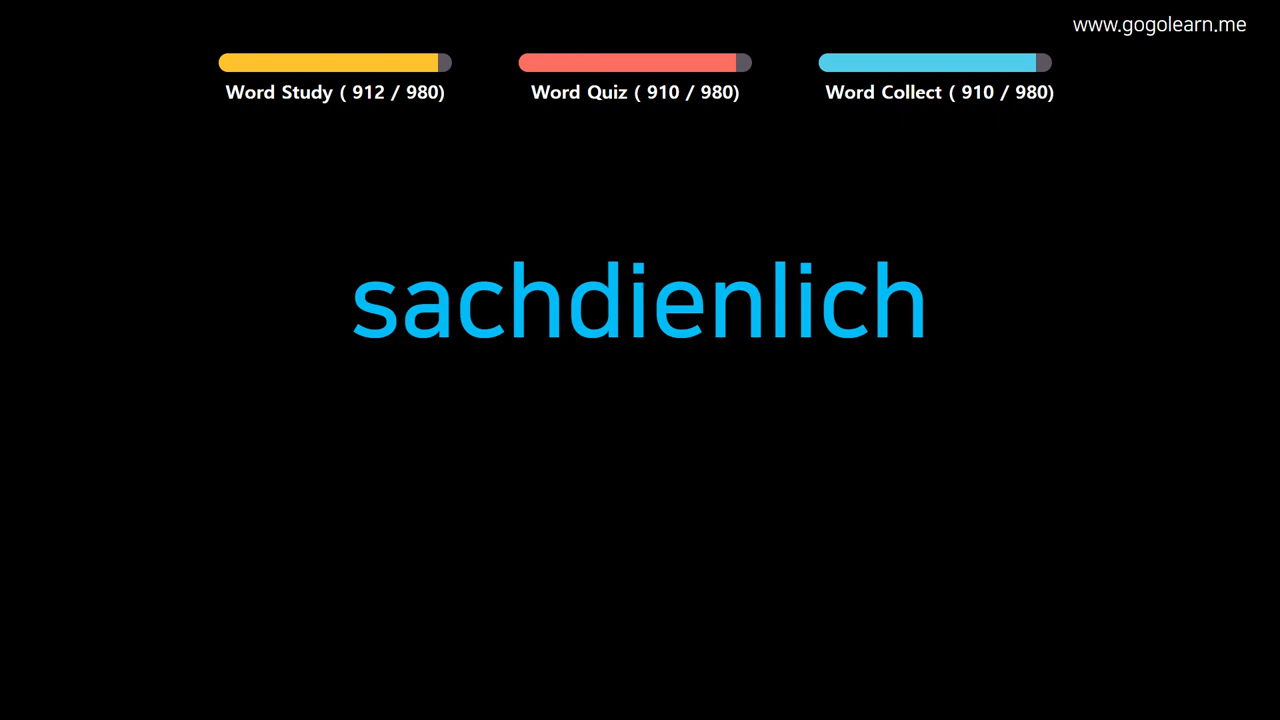 www.gogolearn.me
Word Study ( 912 / 980)
Word Quiz ( 910 / 980)
Word Collect ( 910 / 980)
sachdienlich